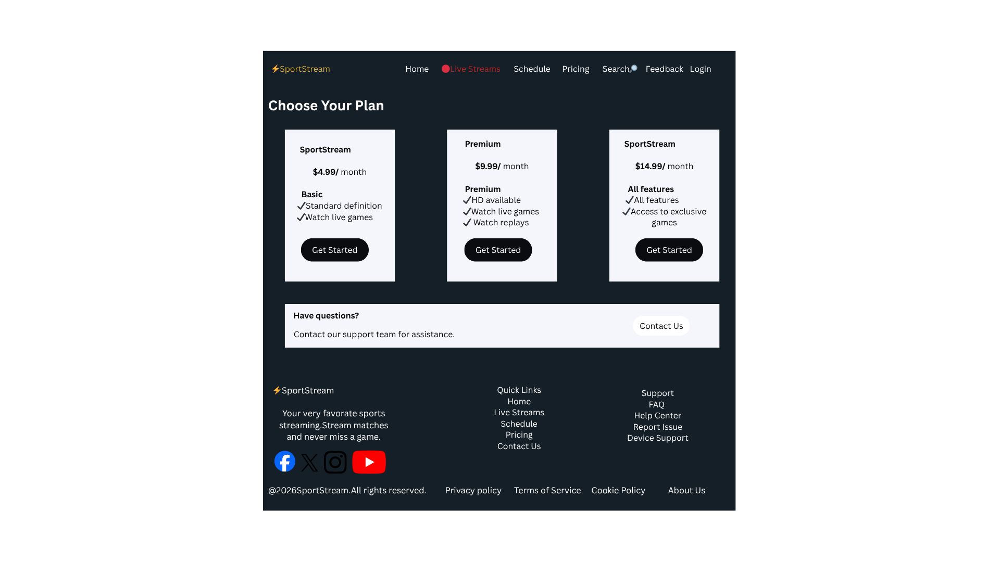 ⚡SportStream
Home
🔴Live Streams
Schedule
Pricing
Search🔎
Feedback
Login
Choose Your Plan
SportStream
$4.99/ month
Basic
✔Standard definition
✔Watch live games
Get Started
Premium
$9.99/ month
Premium
✔HD available
✔Watch live games
✔ Watch replays
Get Started
SportStream
$14.99/ month
All features
✔All features
✔Access to exclusive
games
Get Started
Have questions?
Contact our support team for assistance.
Contact Us
⚡SportStream
Your very favorate sports
streaming.Stream matches
and never miss a game.
Quick Links
Home
Live Streams
Schedule
Pricing
Contact Us
Support
FAQ
Help Center
Report Issue
Device Support
@2026SportStream.All rights reserved.
Privacy policy
Terms of Service
Cookie Policy
About Us